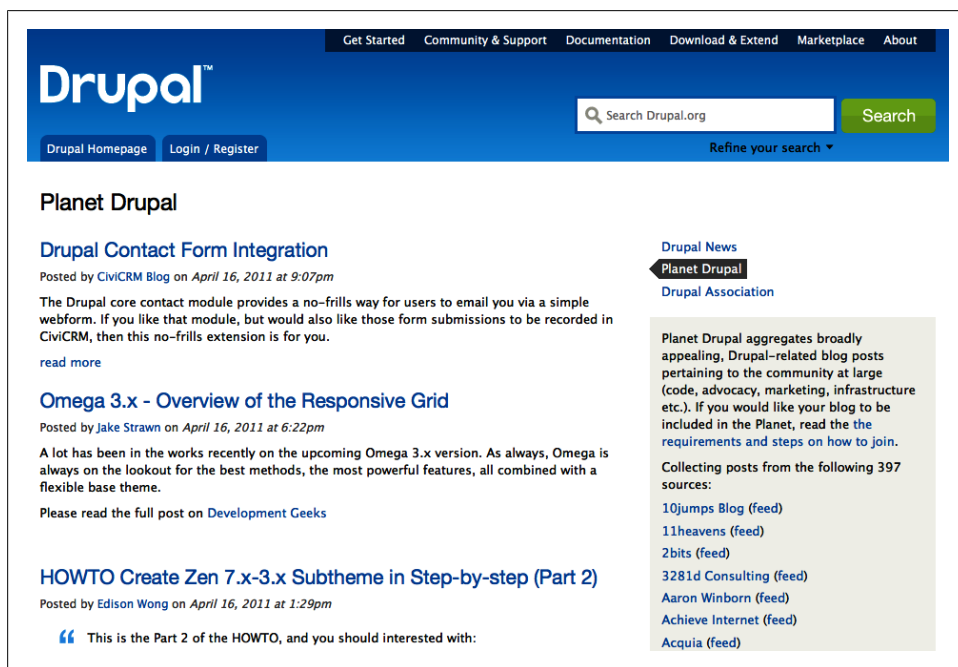 Get Started Community & Support Documentation Download & Extend Marketplace About
Drupal™
Search Drupal.org
Search
Drupal Homepage Login / Register
Refine your search
Planet Drupal
Drupal Contact Form Integration
Posted by CiviCRM Blog on April 16, 2011 at 9:07pm
The Drupal core contact module provides a no-frills way for users to email you via a simple
webform. If you like that module, but would also like those form submissions to be recorded in
CiviCRM, then this no-frills extension is for you.
read more
Omega 3.x - Overview of the Responsive Grid
Posted by Jake Strawn on April 16, 2011 at 6:22pm
A lot has been in the works recently on the upcoming Omega 3.x version. As always, Omega is
always on the lookout for the best methods, the most powerful features, all combined with a
flexible base theme.
Please read the full post on Development Geeks
HOWTO Create Zen 7.x-3.x Subtheme in Step-by-step (Part 2)
Posted by Edison Wong on April 16, 2011 at 1:29pm
“ This is the Part 2 of the HOWTO, and you should interested with:
Drupal News
Planet Drupal
Drupal Association
Planet Drupal aggregates broadly
appealing, Drupal-related blog posts
pertaining to the community at large
(code, advocacy, marketing, infrastructure
etc.). If you would like your blog to be
included in the Planet, read the the
requirements and steps on how to join.
Collecting posts from the following 397
sources:
10jumps Blog (feed)
11heavens (feed)
2bits (feed)
3281d Consulting (feed)
Aaron Winborn (feed)
Achieve Internet (feed)
Acquia (feed)